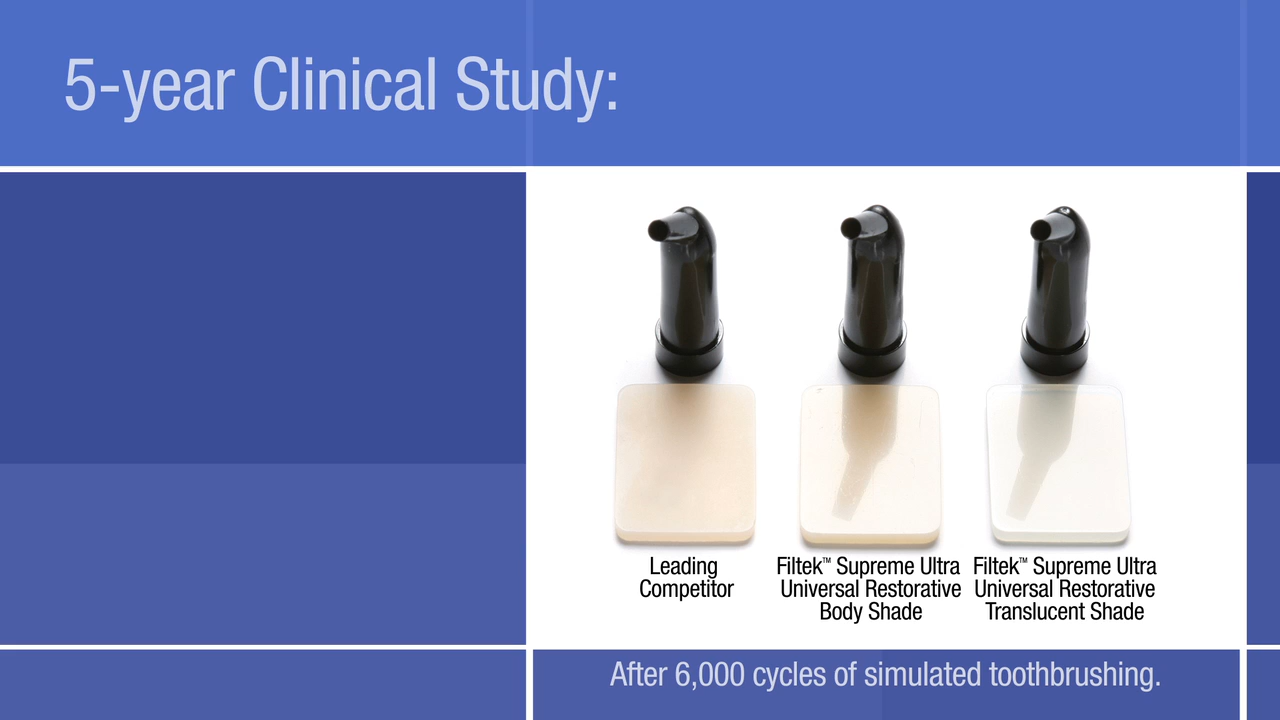 5-year Clinical Study:
Leading
Competitor
Filtek™ Supreme Ultra
Universal Restorative
Body Shade
Filtek™ Supreme Ultra
Universal Restorative
Translucent Shade
After 6,000 cycles of simulated toothbrushing.